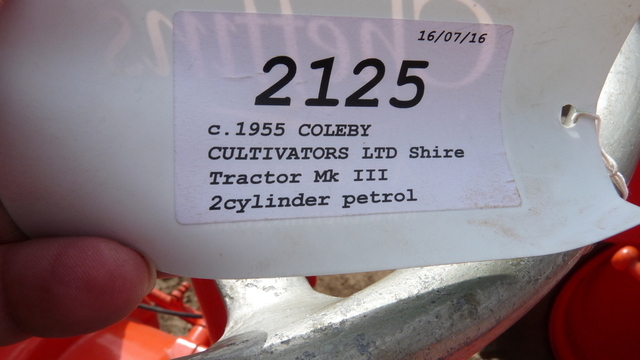 16/07/16
2125
c.1955 COLEBY
CULTIVATORS LTD Shire
Tractor Mk III
2cylinder petrol